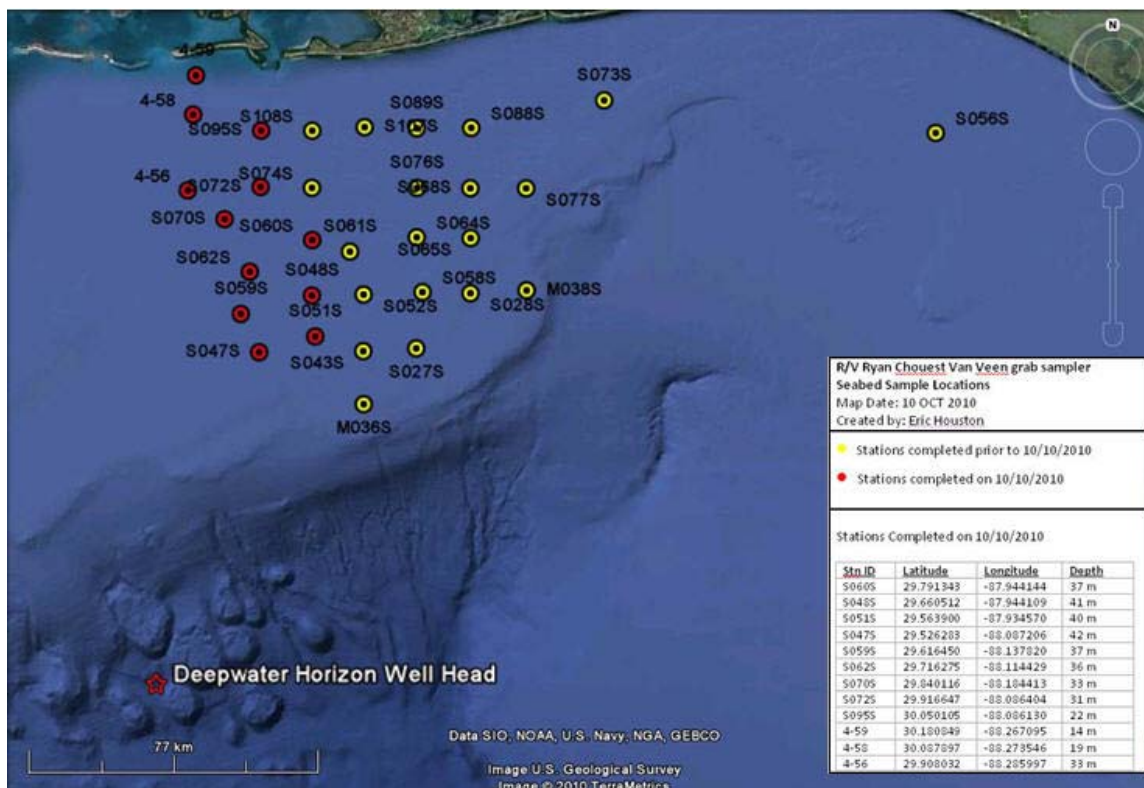 4-59
S073S
4-58
S089S
S108S
S088S
S095S
S107S
S056S
S076S
4-56
S074S
S072S
S068S
S077S
S070S
S060S
S061S
S064S
S065S
S062S
S048S
S058S
S059S
M038S
S051S
S052S
S028S
S047S
S043S
S027S
M036S
N
R/V Ryan Chouest Van Veen grab sampler
Seabed Sample Locations
Map Date: 10 OCT 2010
Created by: Eric Houston
Stations completed prior to 10/10/2010
Stations completed on 10/10/2010
Stations Completed on 10/10/2010
Stn ID Latitude Longitude Depth
S060S 29.791343 -87.944144 37 m
S048S 29.660512 -87.944109 41 m
S051S 29.563900 -87.934570 40 m
S047S 29.526283 -88.087206 42 m
S059S 29.616450 -88.137820 37 m
S062S 29.716275 -88.114429 36 m
S070S 29.840116 -88.184413 33 m
S072S 29.916647 -88.086404 31 m
S095S 30.050105 -88.086130 22 m
4-59 30.180849 -88.267095 14 m
4-58 30.087897 -88.273546 19 m
4-56 29.908032 -88.285997 33 m
Deepwater Horizon Well Head
77 km
Data SIO, NOAA, U.S. Navy, NGA, GEBCO
Image U.S. Geological Survey
Image © 2010 TerraMetrics